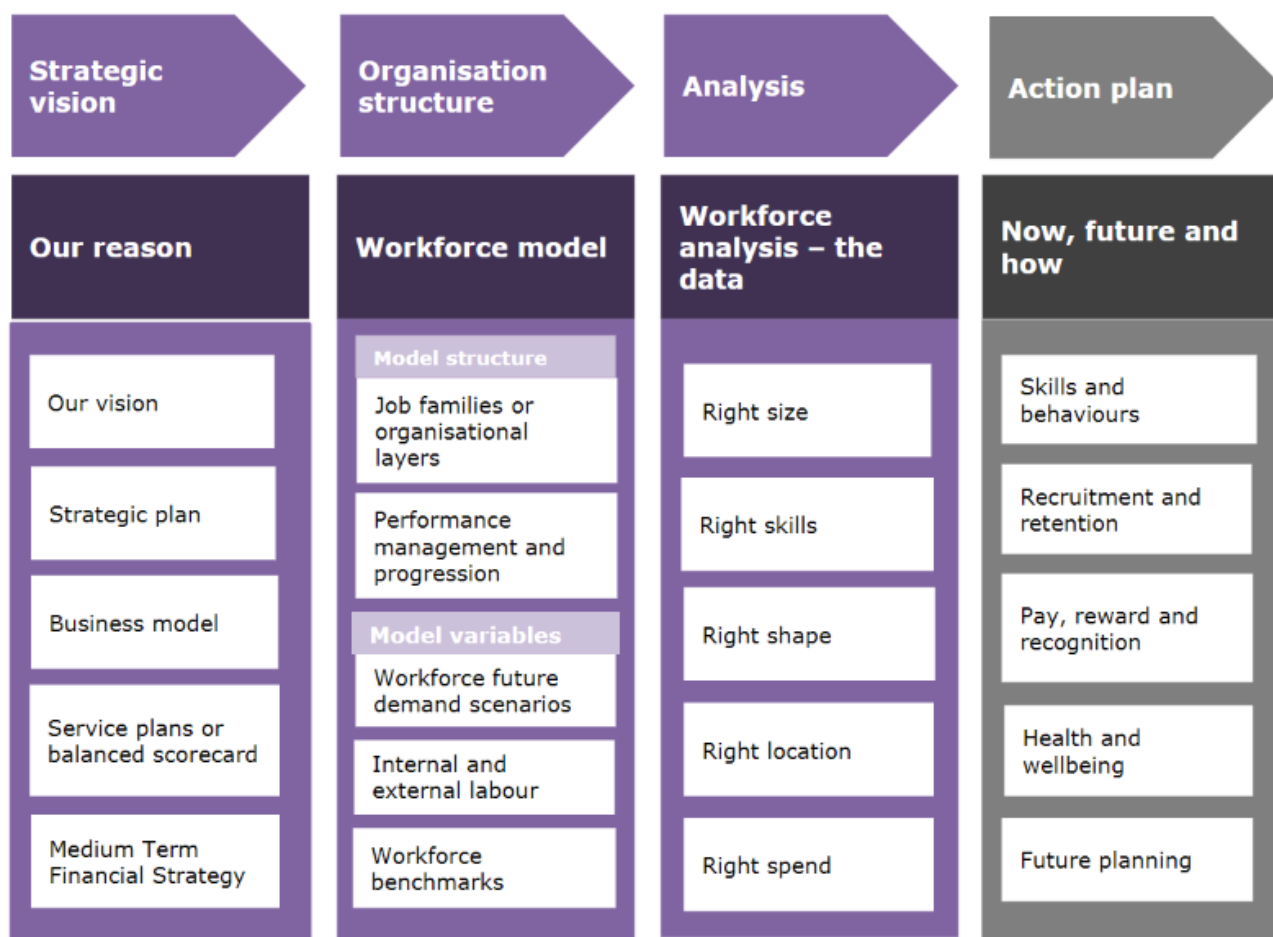 Strategic
vision
Organisation
structure
Analysis
Action plan
Our reason
Workforce model
Workforce
analysis – the
data
Now, future and
how
Our vision
Strategic plan
Business model
Service plans or
balanced scorecard
Medium Term
Financial Strategy
Model structure
Job families or
organisational
layers
Performance
management and
progression
Model variables
Workforce future
demand scenarios
Internal and
external labour
Workforce
benchmarks
Right size
Right skills
Right shape
Right location
Right spend
Skills and
behaviours
Recruitment and
retention
Pay, reward and
recognition
Health and
wellbeing
Future planning